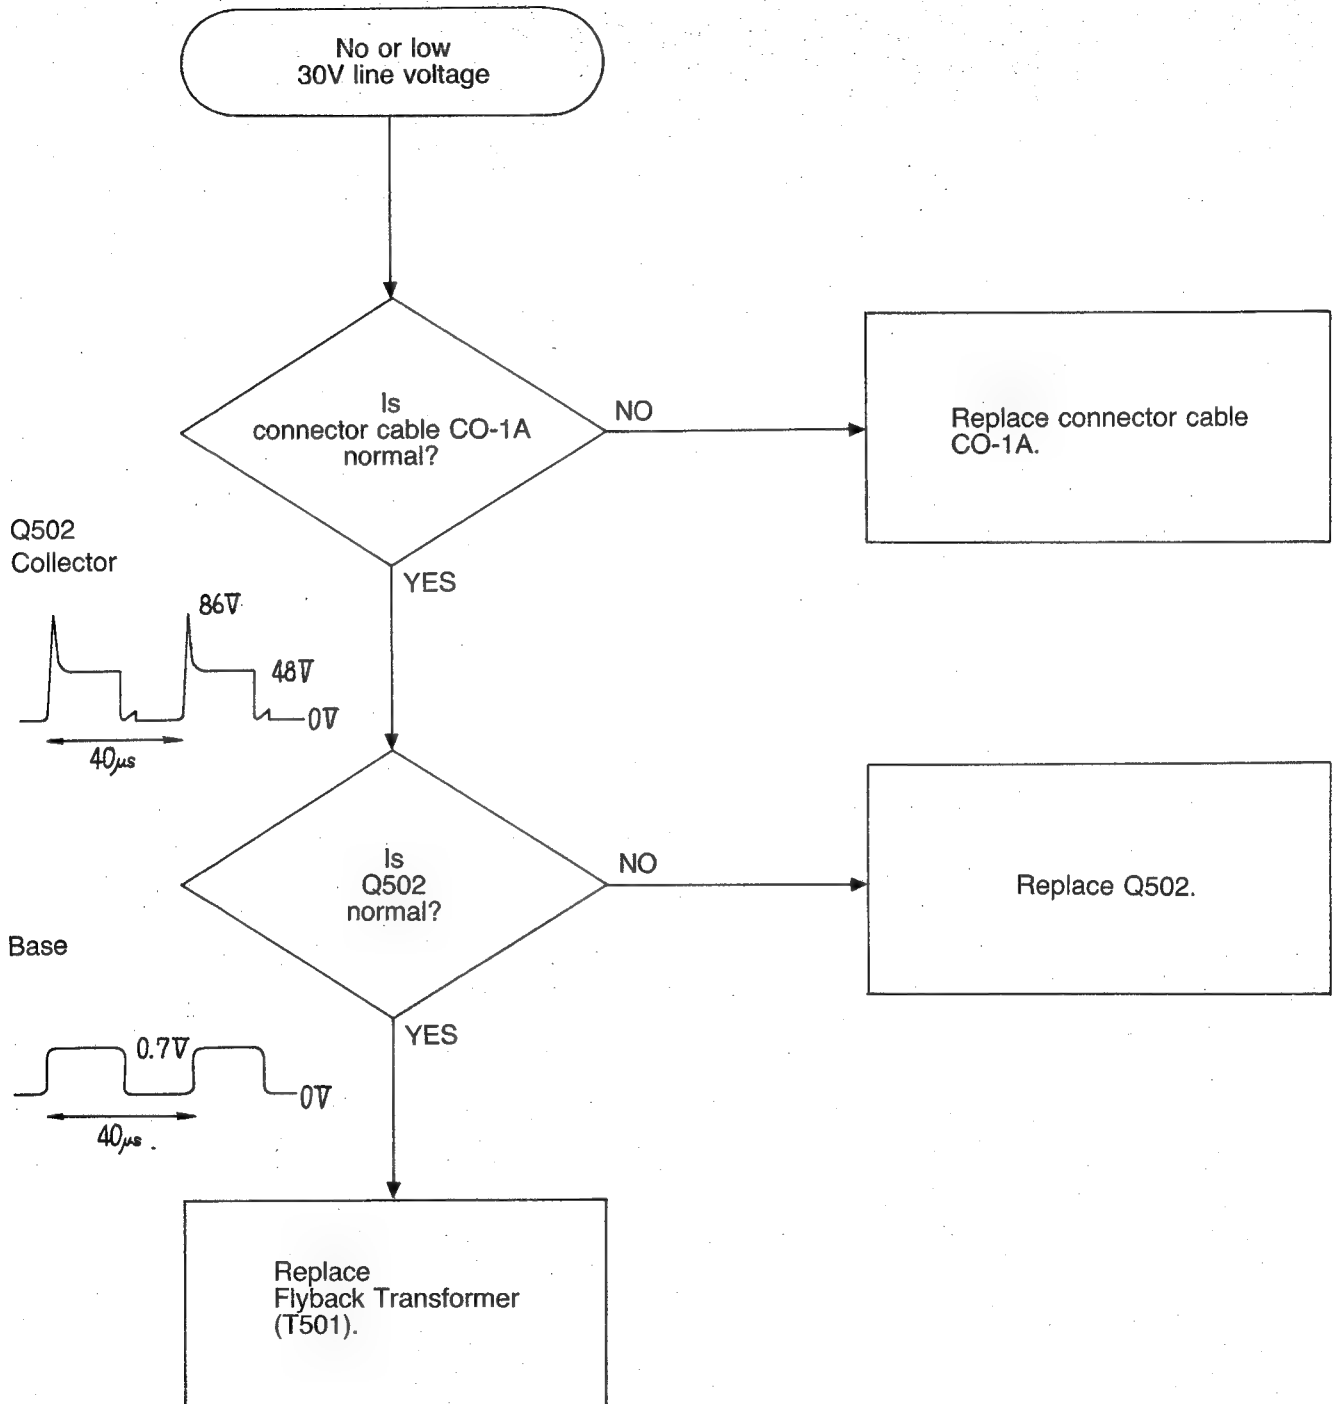 No or low
30V line voltage
Is
connector cable CO-1A
normal?
NO
Replace connector cable
CO-1A.
YES
Q502
Collector
86V
48V
0V
40μs
Is
Q502
normal?
NO
Replace Q502.
YES
Base
0.7V
0V
40μs
Replace
Flyback Transformer
(T501).